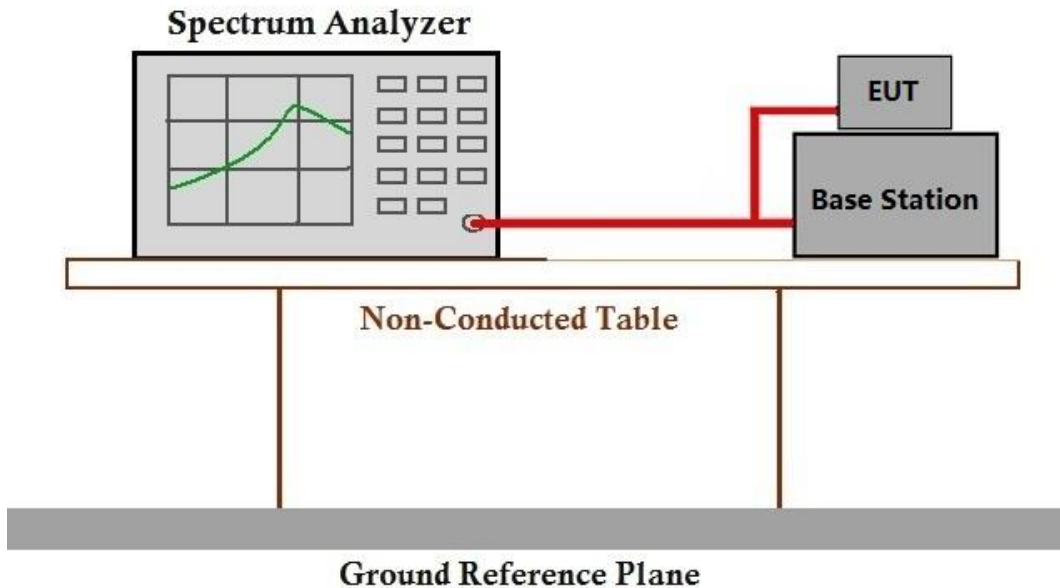 Spectrum Analyzer
EUT
Base Station
Non-Conducted Table
Ground Reference Plane